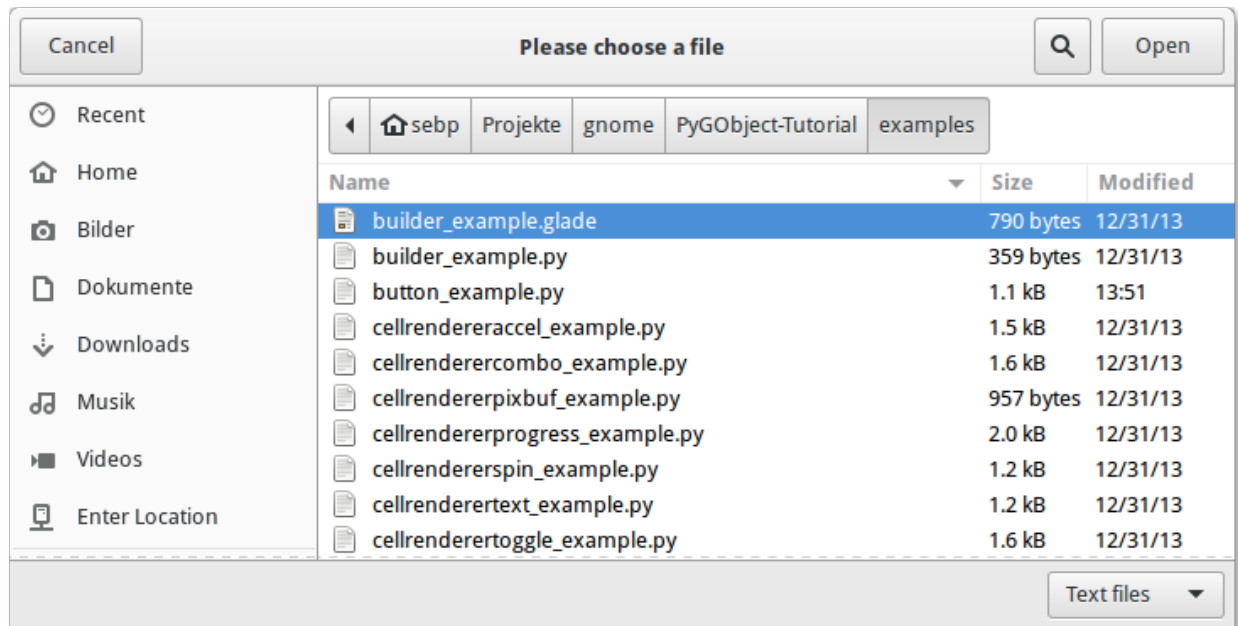 Cancel Please choose a file Open
Recent
Home
Bilder
Dokumente
Downloads
Musik
Videos
Enter Location
sebp Projekte gnome PyGObject-Tutorial examples
Name Size Modified
builder_example.glade 790 bytes 12/31/13
builder_example.py 359 bytes 12/31/13
button_example.py 1.1 kB 13:51
cellrendereraccel_example.py 1.5 kB 12/31/13
cellrenderercombo_example.py 1.6 kB 12/31/13
cellrendererpixbuf_example.py 957 bytes 12/31/13
cellrendererprogress_example.py 2.0 kB 12/31/13
cellrendererspin_example.py 1.2 kB 12/31/13
cellrenderertext_example.py 1.2 kB 12/31/13
cellrenderertoggle_example.py 1.6 kB 12/31/13
Text files